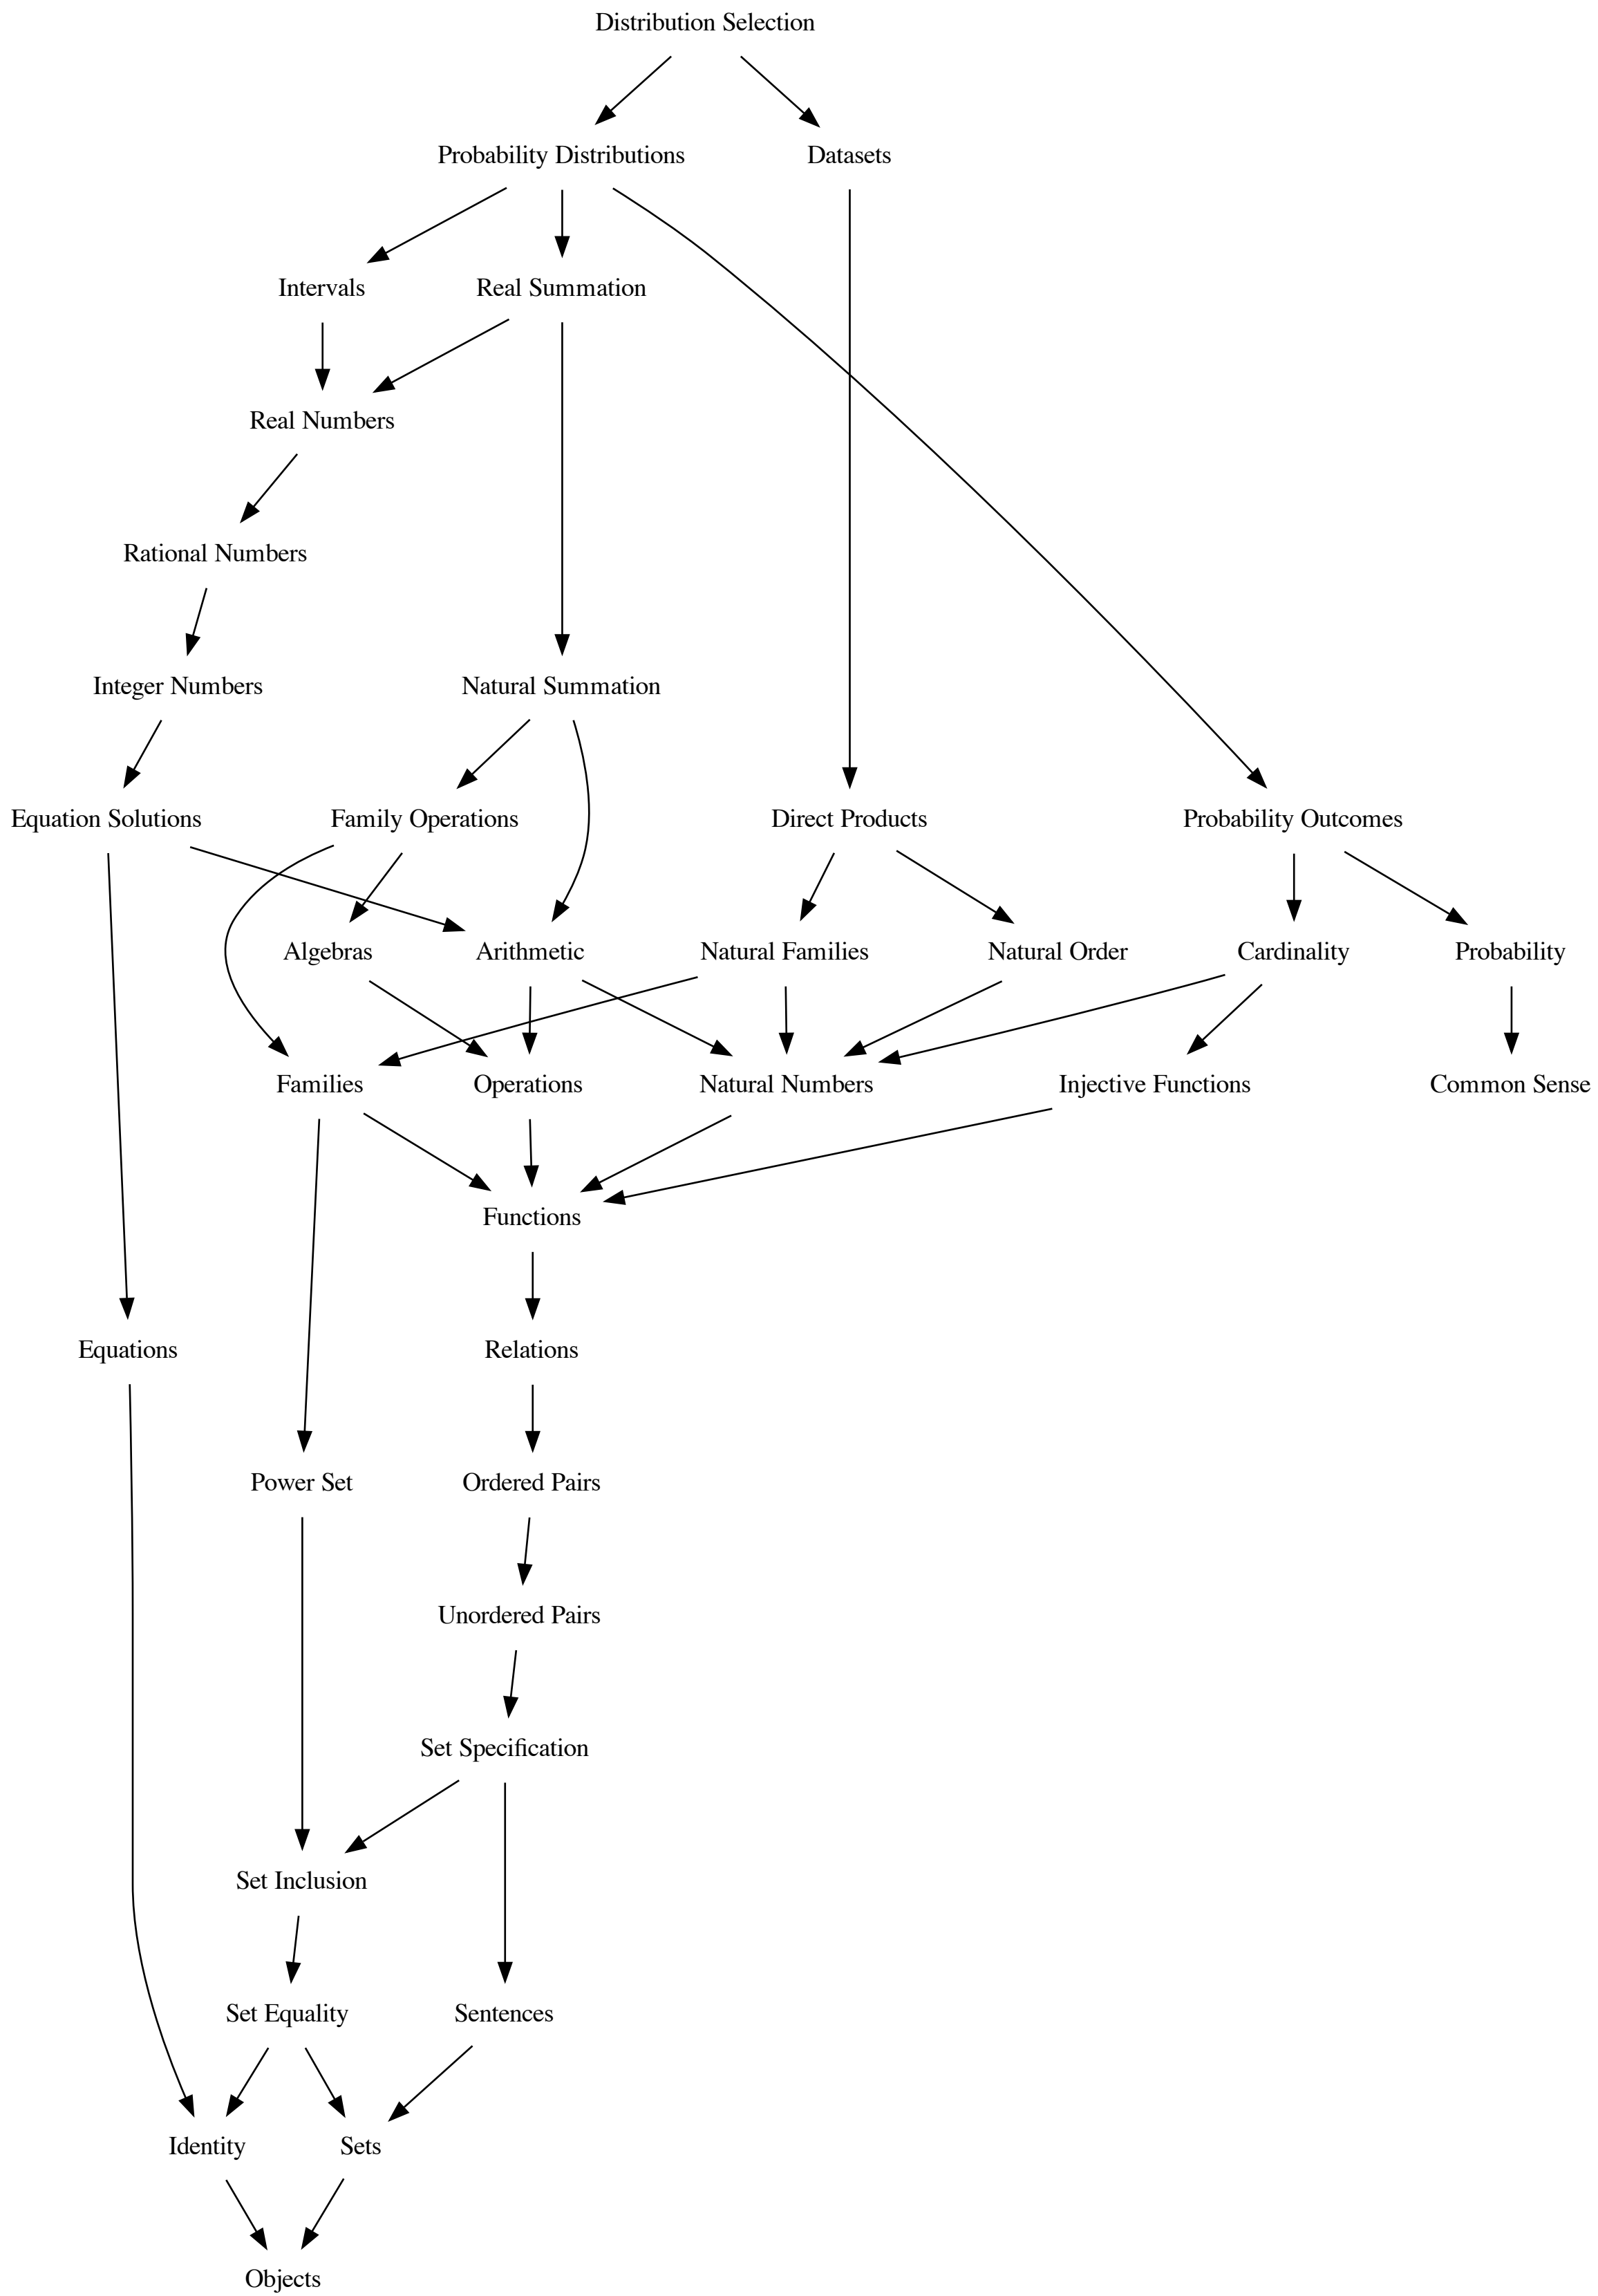 Distribution Selection
Probability Distributions
Datasets
Intervals
Real Summation
Real Numbers
Rational Numbers
Integer Numbers
Natural Summation
Equation Solutions
Family Operations
Direct Products
Probability Outcomes
Algebras
Arithmetic
Natural Families
Natural Order
Cardinality
Probability
Families
Operations
Natural Numbers
Injective Functions
Common Sense
Functions
Equations
Relations
Power Set
Ordered Pairs
Unordered Pairs
Set Specification
Set Inclusion
Set Equality
Sentences
Identity
Sets
Objects